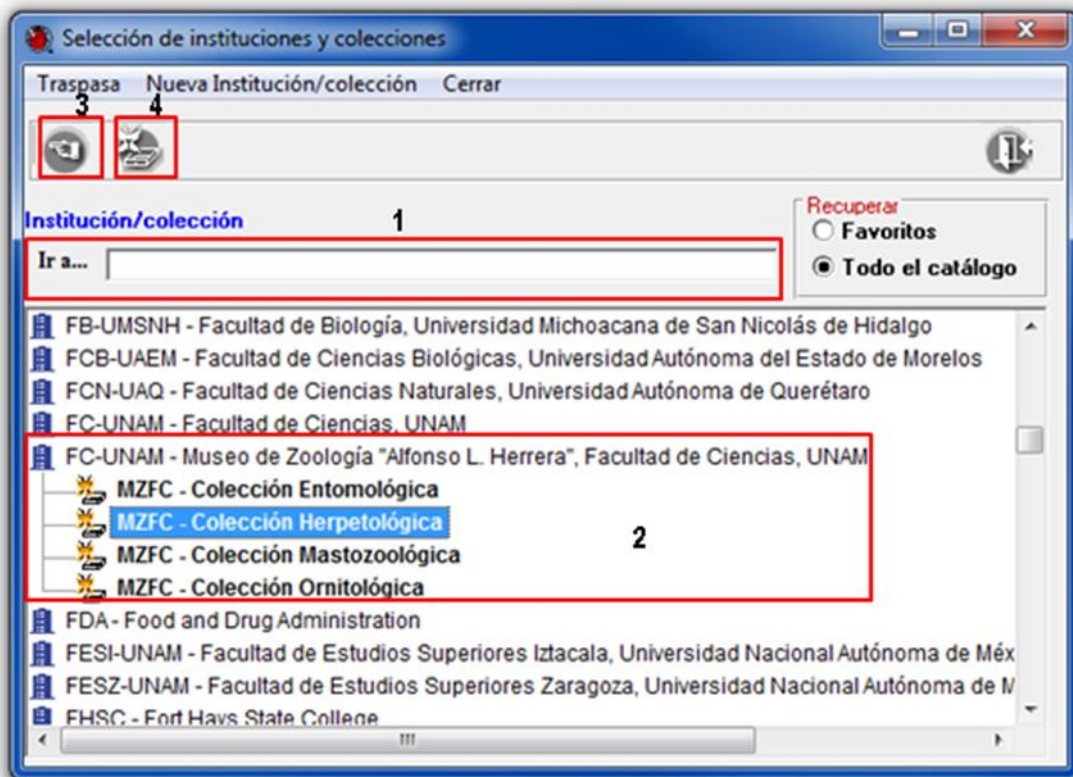 Selección de instituciones y colecciones
Traspasa Nueva Institución/colección Cerrar
3 4
Institución/colección 1
Recuperar
Favoritos
Ir a...
Todo el catálogo
FB-UMSNH - Facultad de Biología, Universidad Michoacana de San Nicolás de Hidalgo
FCB-UAEM - Facultad de Ciencias Biológicas, Universidad Autónoma del Estado de Morelos
FCN-UAQ - Facultad de Ciencias Naturales, Universidad Autónoma de Querétaro
FC-UNAM - Facultad de Ciencias, UNAM
FC-UNAM - Museo de Zoología "Alfonso L. Herrera", Facultad de Ciencias, UNAM
MZFC - Colección Entomológica
MZFC - Colección Herpetológica
2
MZFC - Colección Mastozoológica
MZFC - Colección Ornitológica
FDA - Food and Drug Administration
FESI-UNAM - Facultad de Estudios Superiores Iztacala, Universidad Nacional Autónoma de Méx
FESZ-UNAM - Facultad de Estudios Superiores Zaragoza, Universidad Nacional Autónoma de M
FHSC - Fort Hays State College